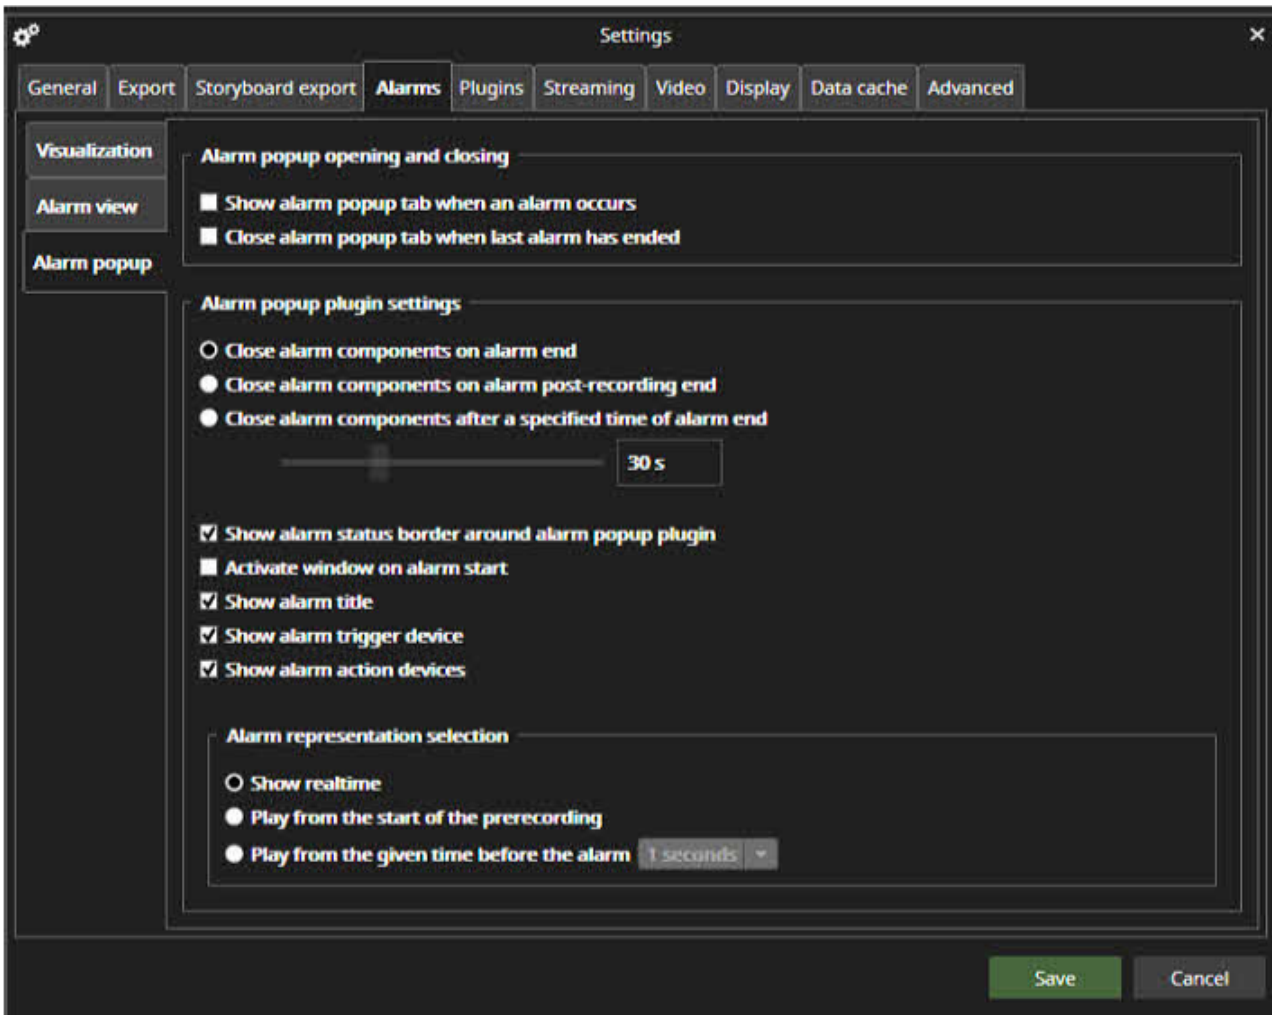 Settings
General Export Storyboard export Alarms Plugins Streaming Video Display Data cache Advanced
Visualization
Alarm view
Alarm popup
Alarm popup opening and closing
Show alarm popup tab when an alarm occurs
Close alarm popup tab when last alarm has ended
Alarm popup plugin settings
Close alarm components on alarm end
Close alarm components on alarm post-recording end
Close alarm components after a specified time of alarm end
30 s
Show alarm status border around alarm popup plugin
Activate window on alarm start
Show alarm title
Show alarm trigger device
Show alarm action devices
Alarm representation selection
Show realtime
Play from the start of the prerecording
Play from the given time before the alarm 1 seconds
Save Cancel